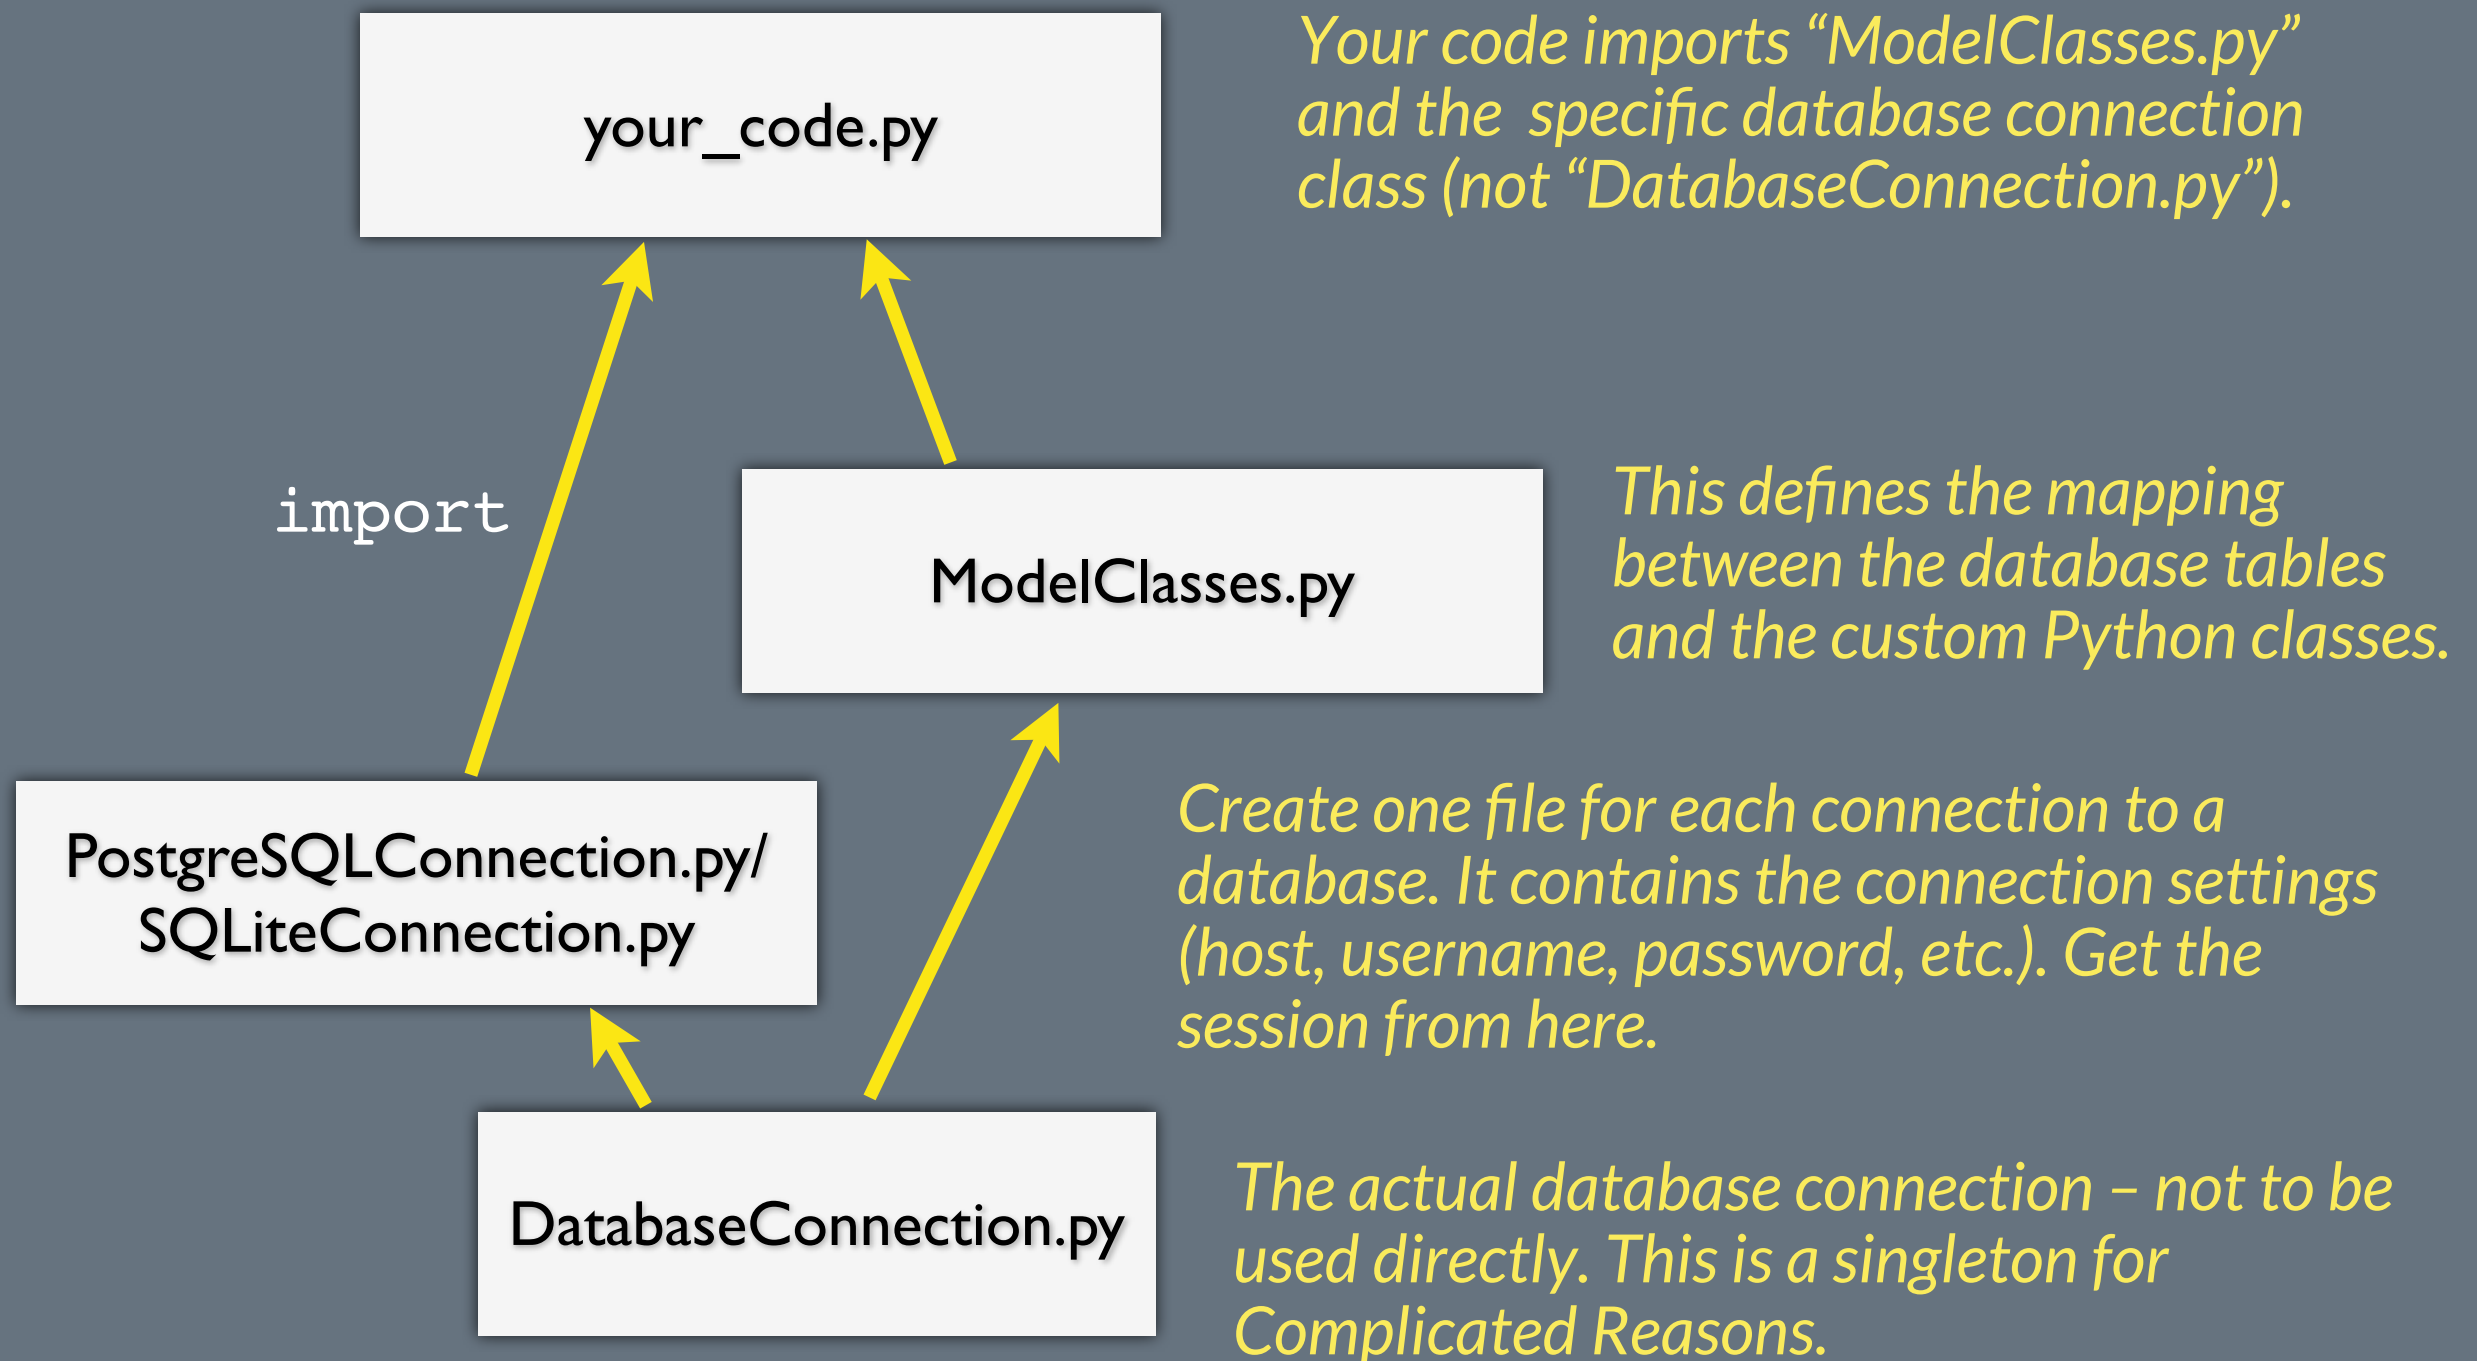 your_code.py
Your code imports “ModelClasses.py”
and the  specific database connection
class (not “DatabaseConnection.py”).
import
ModelClasses.py
This defines the mapping
between the database tables
and the custom Python classes.
PostgreSQLConnection.py/
SQLiteConnection.py
Create one file for each connection to a
database. It contains the connection settings
(host, username, password, etc.). Get the
session from here.
DatabaseConnection.py
The actual database connection – not to be
used directly. This is a singleton for
Complicated Reasons.